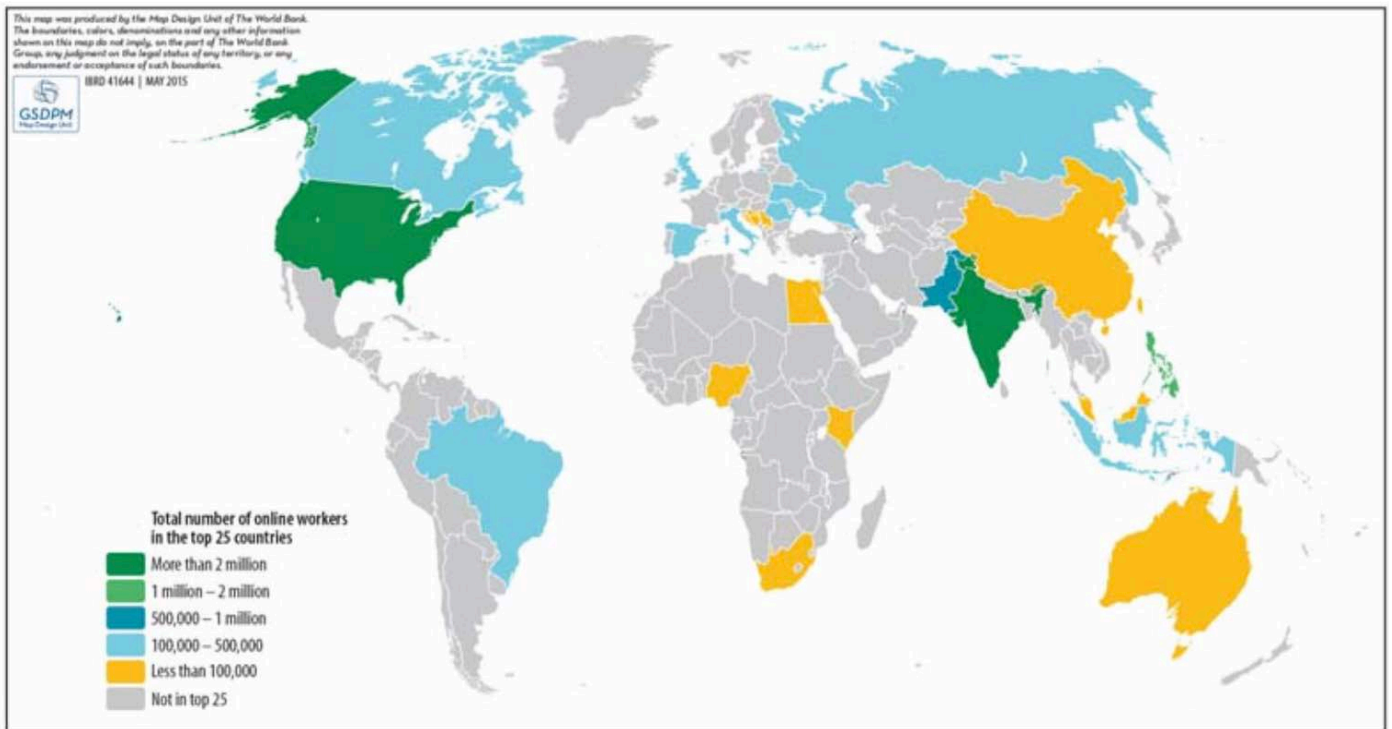 This map was produced by the Map Design Unit of The World Bank.
The boundaries, colors, denominations and any other information
shown on this map do not imply, on the part of The World Bank
Group, any judgment on the legal status of any territory, or any
endorsement or acceptance of such boundaries.
IBRD 41644 | MAY 2015
GSDPM
Map Design Unit
Total number of online workers
in the top 25 countries
More than 2 million
1 million – 2 million
500,000 – 1 million
100,000 – 500,000
Less than 100,000
Not in top 25